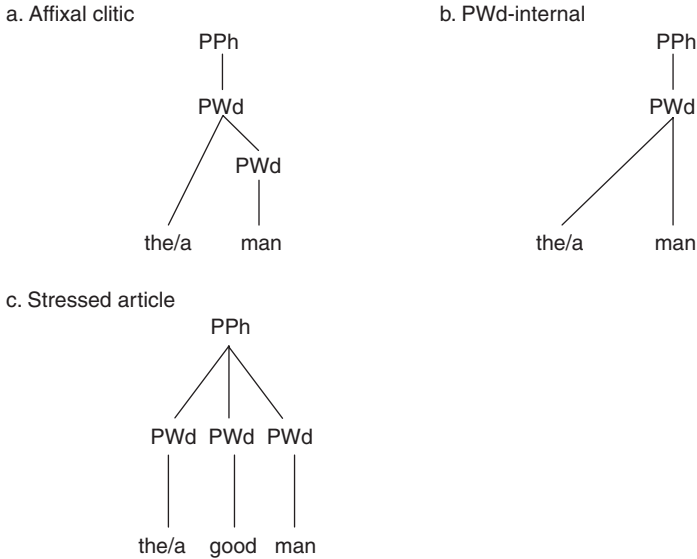 a. Affixal clitic
PPh
PWd
PWd
the/a man
b. PWd-internal
PPh
PWd
the/a man
c. Stressed article
PPh
PWd PWd PWd
the/a good man